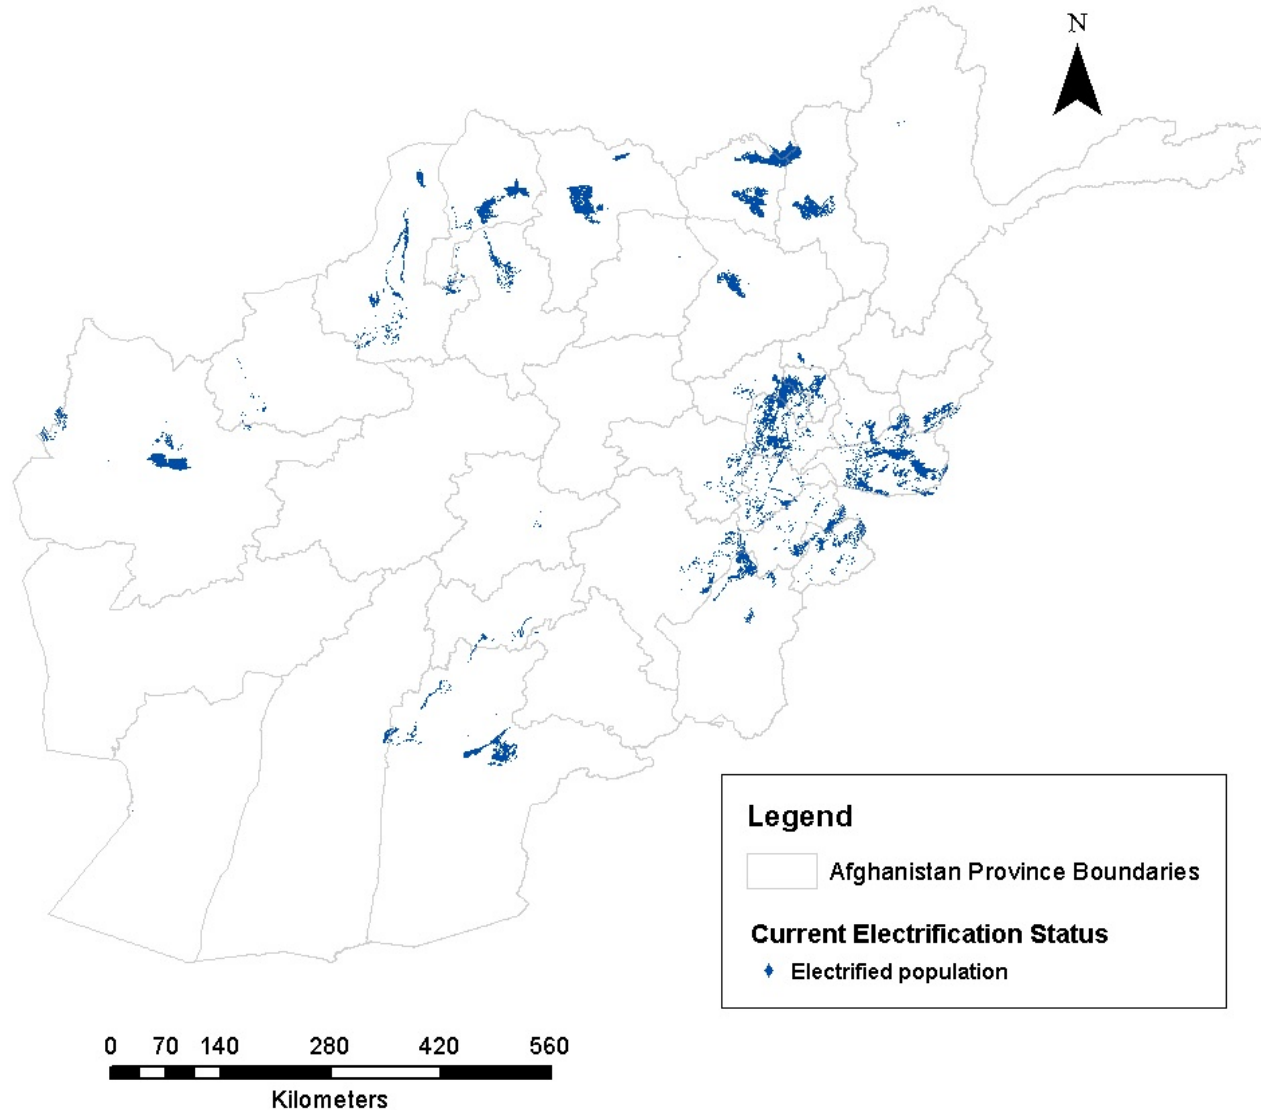 N
Legend
Afghanistan Province Boundaries
Current Electrification Status
Electrified population
0 70 140 280 420 560
Kilometers